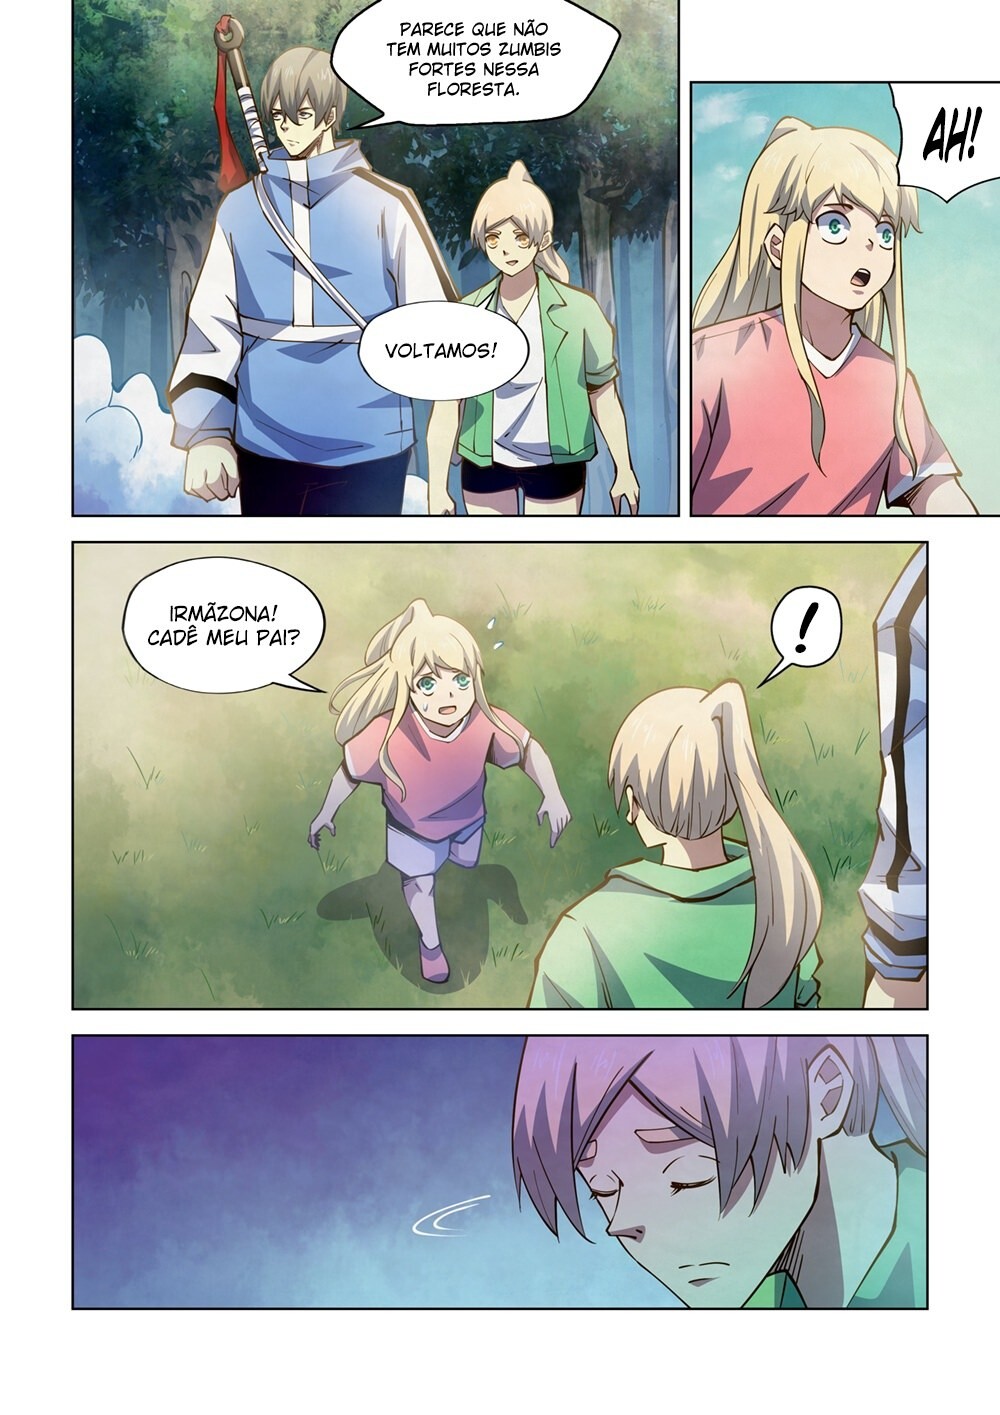 PARECE QUE NÃO
TEM MUITOS ZUMBIS
FORTES NESSA
FLORESTA.
VOLTAMOS!
AH!
IRMÃZONA!
CADÊ MEU PAI?
!